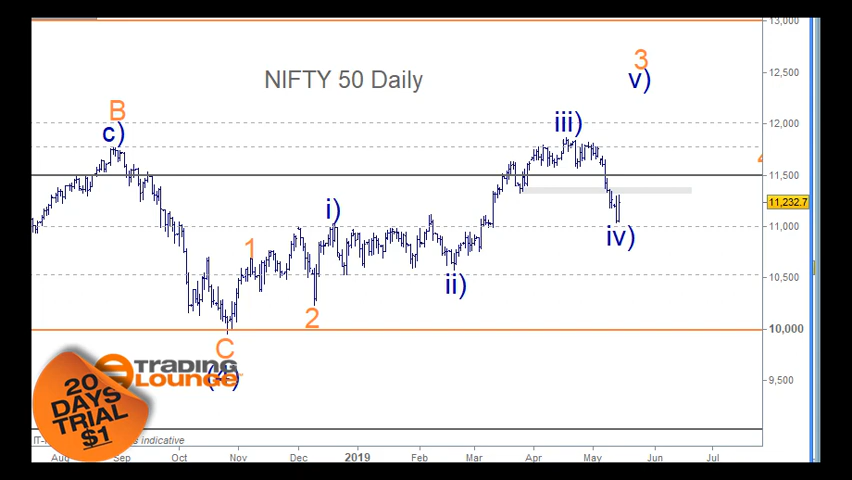 NIFTY 50 Daily
13,000
3
v)
12,500
B
c)
iii)
12,000
11,500
11,232.7
i)
11,000
iv)
1
ii)
10,500
2
10,000
C
TRADING
LOUNGE
20
DAYS
TRIAL
$1
9,500
indicative
Aug
Sep
Oct
Nov
Dec
2019
Feb
Mar
Apr
May
Jun
Jul